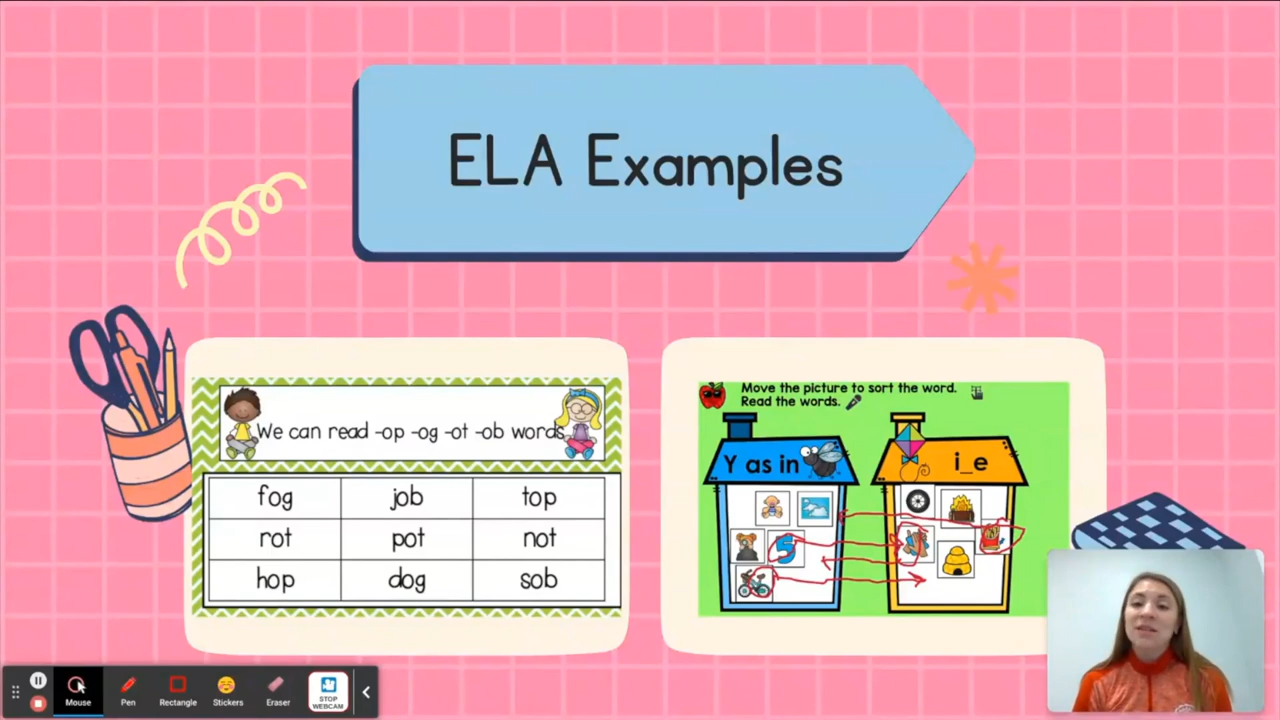 ELA Examples
We can read -op -og -ot -ob words
fog job top
rot pot not
hop dog sob
Move the picture to sort the word.
Read the words.
Y as in
i_e
5
Mouse Pen Rectangle Stickers Eraser STOP
WEBCAM